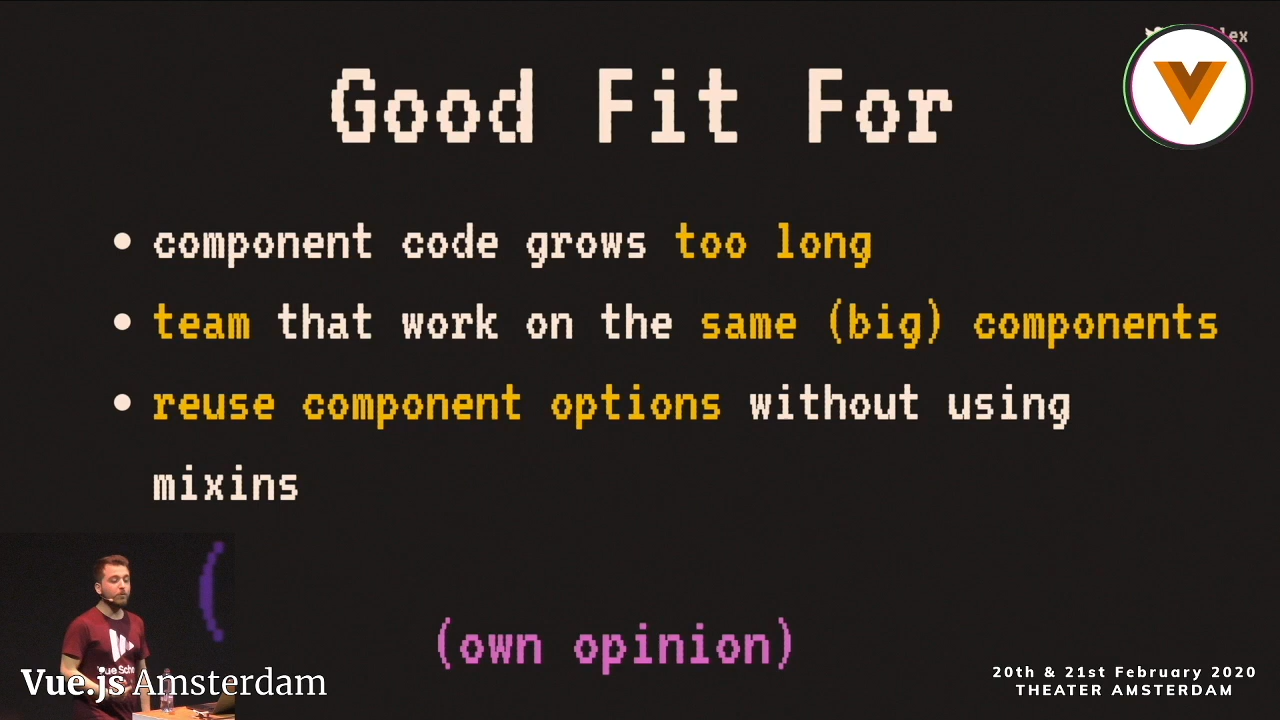 Good Fit For
• component code grows too long
• team that work on the same (big) components
• reuse component options without using
mixins
(
(own opinion)
Vue.js Amsterdam
20th & 21st February 2020
THEATER AMSTERDAM